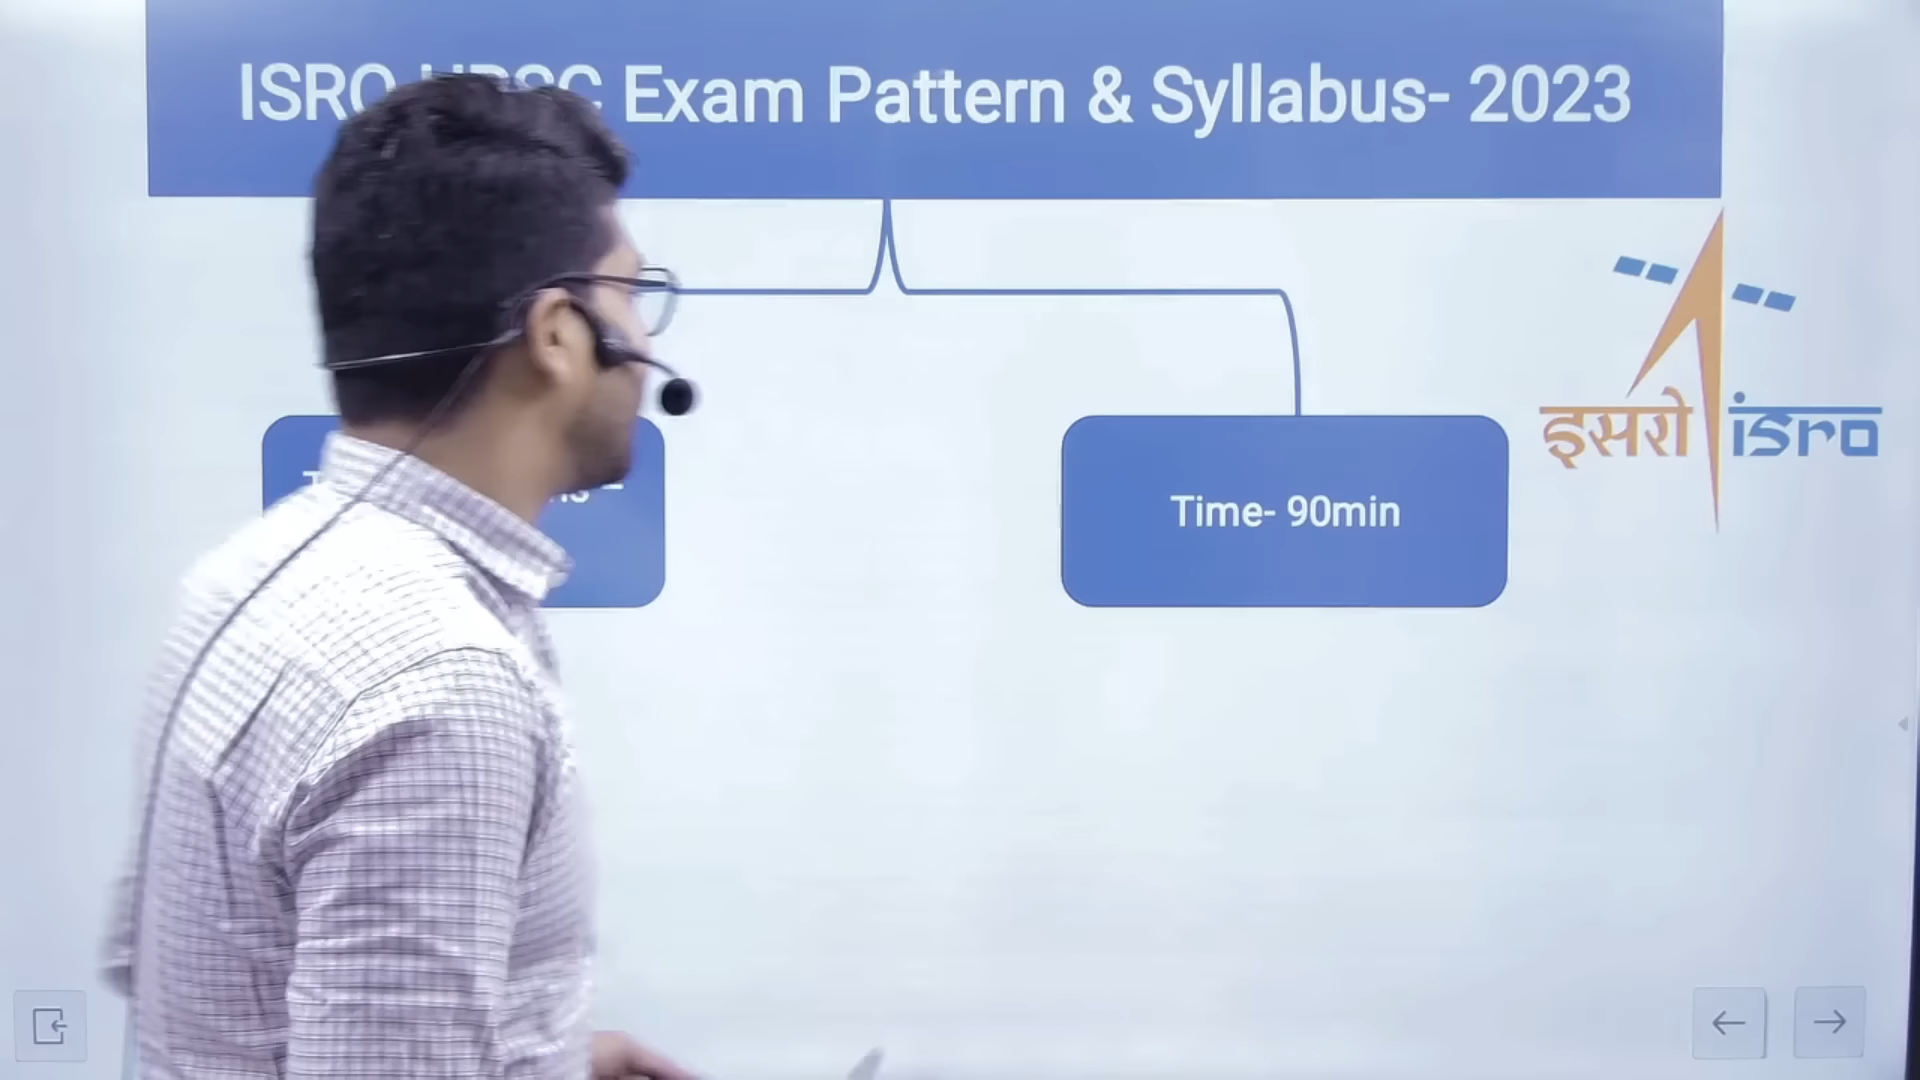 ISRO Exam Pattern & Syllabus- 2023
इसरो isro
Time- 90min